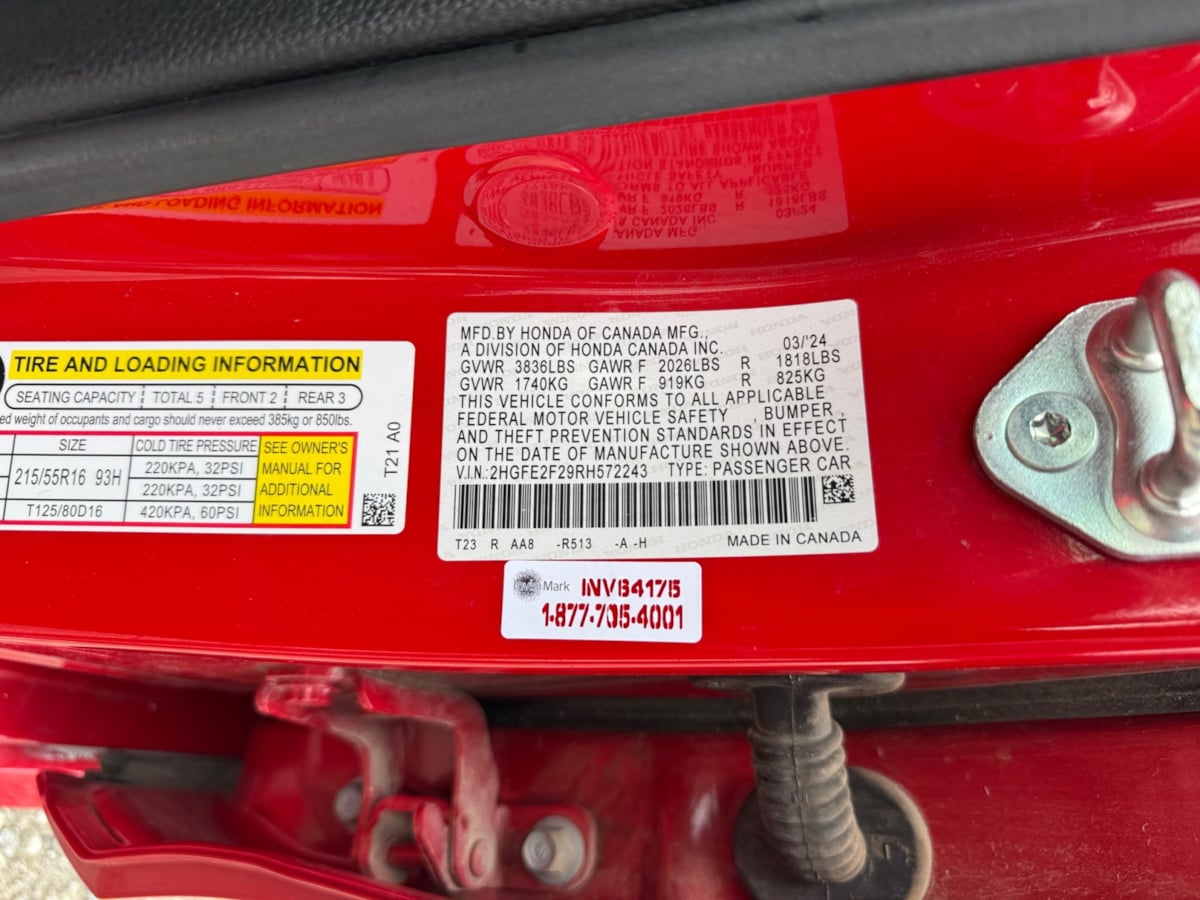 TIRE AND LOADING INFORMATION
SEATING CAPACITY TOTAL 5 FRONT 2 REAR 3
ed weight of occupants and cargo should never exceed 385kg or 850lbs.
SIZE COLD TIRE PRESSURE
215/55R16 93H 220KPA, 32PSI
220KPA, 32PSI
T125/80D16 420KPA, 60PSI
SEE OWNER'S
MANUAL FOR
ADDITIONAL
INFORMATION
T21 A0
MFD.BY HONDA OF CANADA MFG.,
A DIVISION OF HONDA CANADA INC. 03/'24
GVWR 3836LBS GAWR F 2026LBS R 1818LBS
GVWR 1740KG GAWR F 919KG R 825KG
THIS VEHICLE CONFORMS TO ALL APPLICABLE
FEDERAL MOTOR VEHICLE SAFETY , BUMPER ,
AND THEFT PREVENTION STANDARDS IN EFFECT
ON THE DATE OF MANUFACTURE SHOWN ABOVE.
V.I.N.:2HGFE2F29RH572243 TYPE: PASSENGER CAR
T23 R AA8 -R513 -A -H MADE IN CANADA
Mark INVB4175
1-877-705-4001